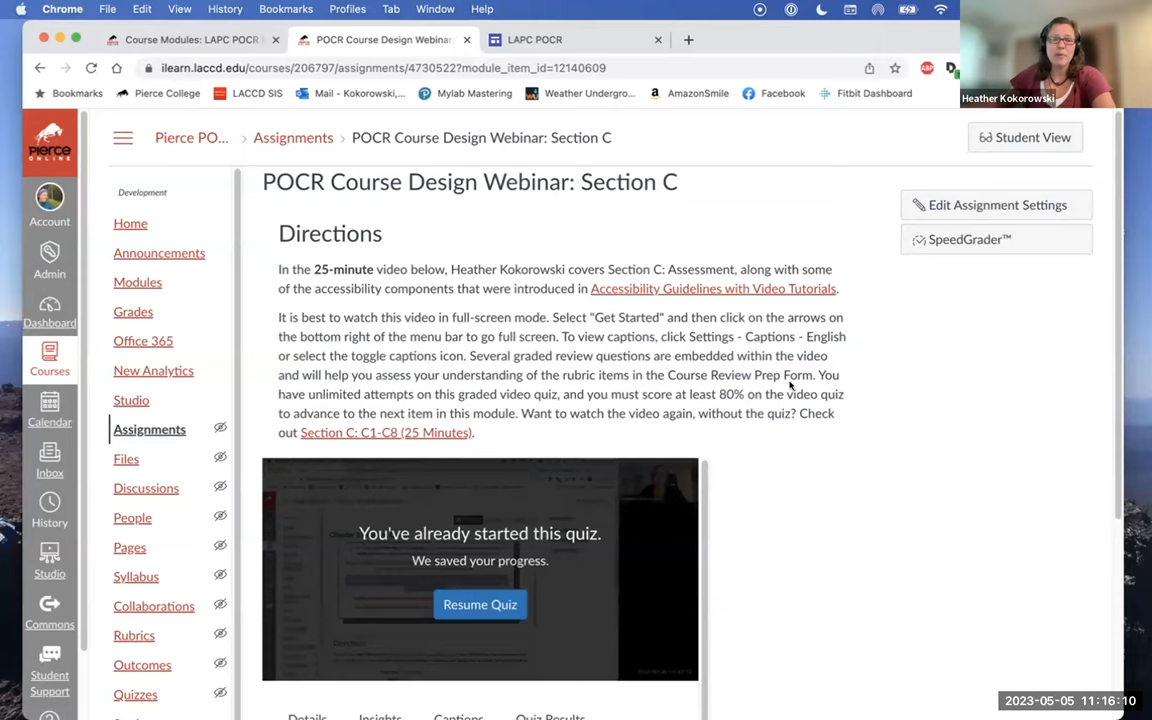 Chrome File Edit View History Bookmarks Profiles Tab Window Help
Course Modules: LAPC POCR
POCR Course Design Webinar:
LAPC POCR
ilearn.laccd.edu/courses/206797/assignments/4730522?module_item_id=12140609
ABP
Bookmarks Pierce College LACCD SIS Mail - Kokorowski,... Mylab Mastering Weather Undergro... AmazonSmile Facebook Fitbit Dashboard
Heather Kokorowski
PIERCE
ONLINE
Account
Admin
Dashboard
Courses
Calendar
Inbox
History
Studio
Commons
Student
Support
Pierce PO... › Assignments › POCR Course Design Webinar: Section C
Student View
Development
Home
Announcements
Modules
Grades
Office 365
New Analytics
Studio
Assignments
Files
Discussions
People
Pages
Syllabus
Collaborations
Rubrics
Outcomes
Quizzes
POCR Course Design Webinar: Section C
Edit Assignment Settings
SpeedGrader™
Directions
In the 25-minute video below, Heather Kokorowski covers Section C: Assessment, along with some
of the accessibility components that were introduced in Accessibility Guidelines with Video Tutorials.
It is best to watch this video in full-screen mode. Select "Get Started" and then click on the arrows on
the bottom right of the menu bar to go full screen. To view captions, click Settings - Captions - English
or select the toggle captions icon. Several graded review questions are embedded within the video
and will help you assess your understanding of the rubric items in the Course Review Prep Form. You
have unlimited attempts on this graded video quiz, and you must score at least 80% on the video quiz
to advance to the next item in this module. Want to watch the video again, without the quiz? Check
out Section C: C1-C8 (25 Minutes).
You've already started this quiz.
We saved your progress.
Resume Quiz
Details Insights Captions Quiz Results
2023-05-05 11:16:10